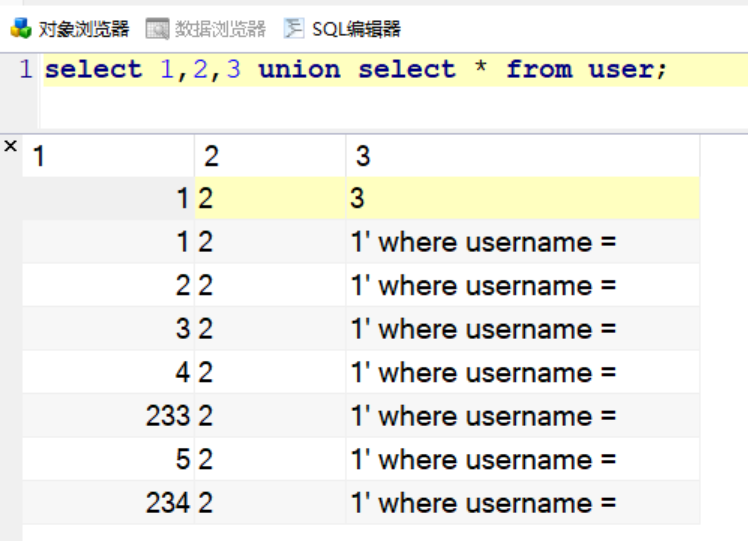 对象浏览器 数据浏览器 SQL编辑器
1 select 1,2,3 union select * from user;
× 1 2 3
1 2 3
1 2 1' where username =
2 2 1' where username =
3 2 1' where username =
4 2 1' where username =
233 2 1' where username =
5 2 1' where username =
234 2 1' where username =